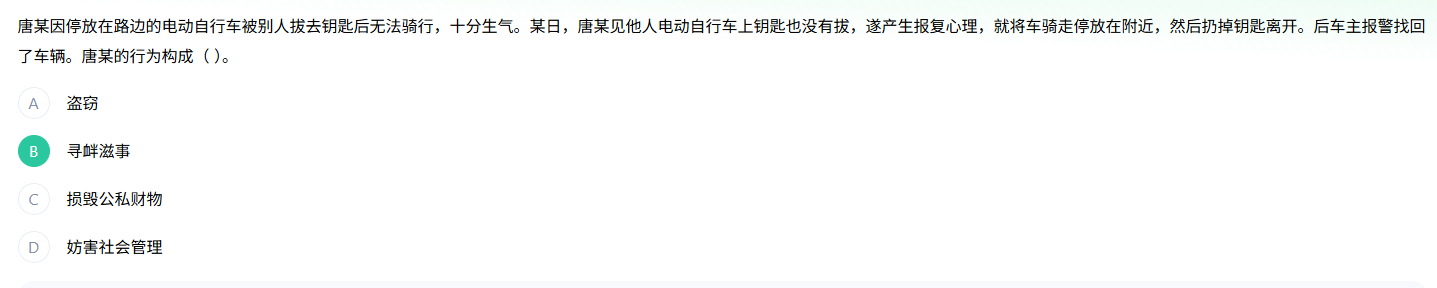 唐某因停放在路边的电动自行车被别人拔去钥匙后无法骑行，十分生气。某日，唐某见他人电动自行车上钥匙也没有拔，遂产生报复心理，就将车骑走停放在附近，然后扔掉钥匙离开。后车主报警找回
了车辆。唐某的行为构成（ ）。
A 盗窃
B 寻衅滋事
C 损毁公私财物
D 妨害社会管理